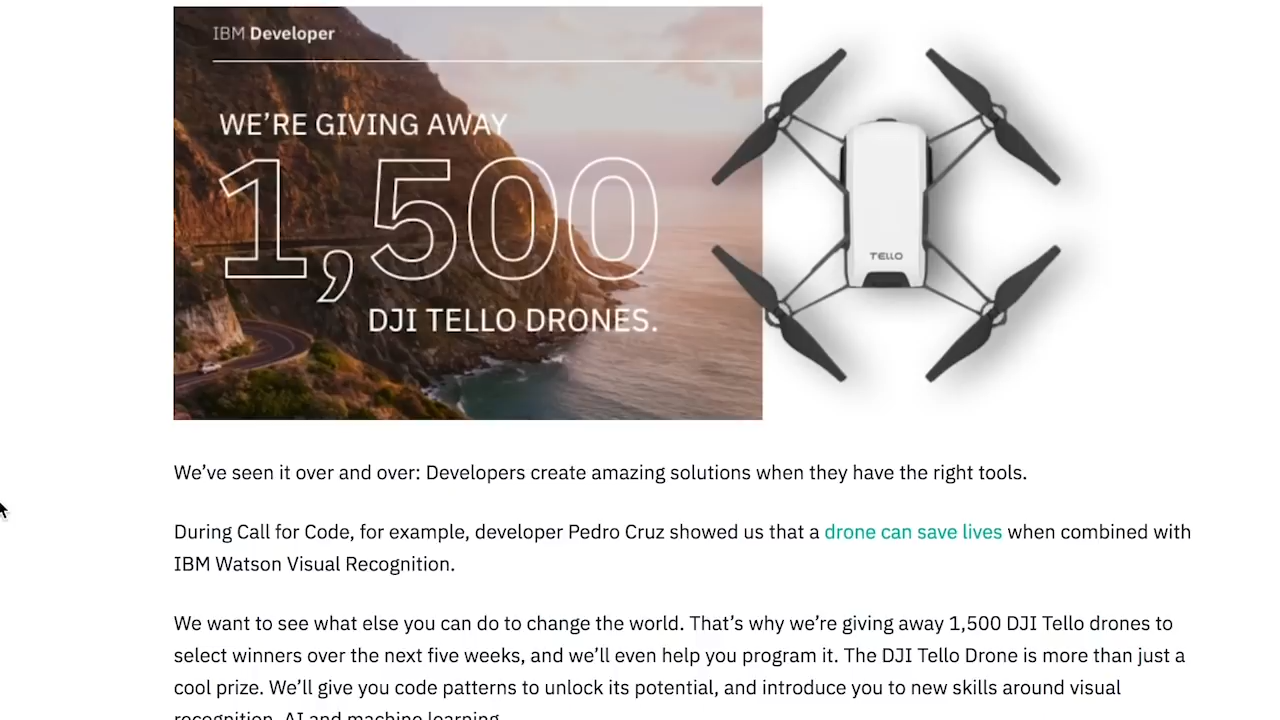 IBM Developer
WE'RE GIVING AWAY
1,500
DJI TELLO DRONES.
TELLO
We've seen it over and over: Developers create amazing solutions when they have the right tools.
During Call for Code, for example, developer Pedro Cruz showed us that a drone can save lives when combined with
IBM Watson Visual Recognition.
We want to see what else you can do to change the world. That's why we're giving away 1,500 DJI Tello drones to
select winners over the next five weeks, and we'll even help you program it. The DJI Tello Drone is more than just a
cool prize. We'll give you code patterns to unlock its potential, and introduce you to new skills around visual
recognition, AI and machine learning.